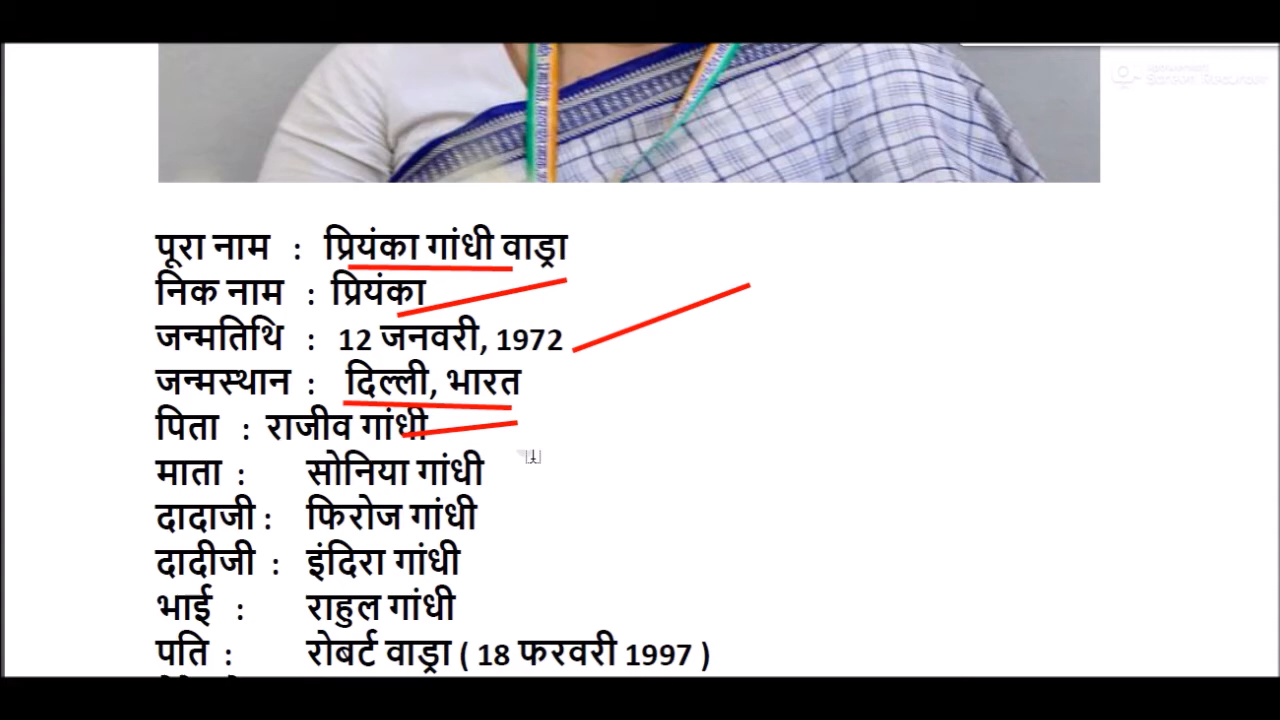 पूरा नाम : प्रियंका गांधी वाड्रा
निक नाम : प्रियंका
जन्मतिथि : 12 जनवरी, 1972
जन्मस्थान : दिल्ली, भारत
पिता : राजीव गांधी
माता : सोनिया गांधी
दादाजी : फिरोज गांधी
दादीजी : इंदिरा गांधी
भाई : राहुल गांधी
पति : रोबर्ट वाड्रा ( 18 फरवरी 1997 )